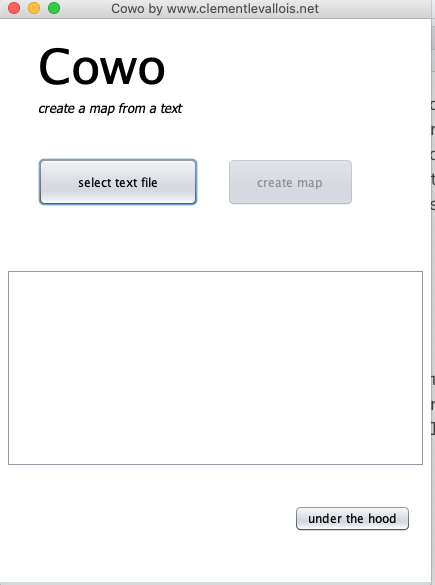 Cowo by www.clementlevallois.net
Cowo
create a map from a text
select text file
create map
under the hood